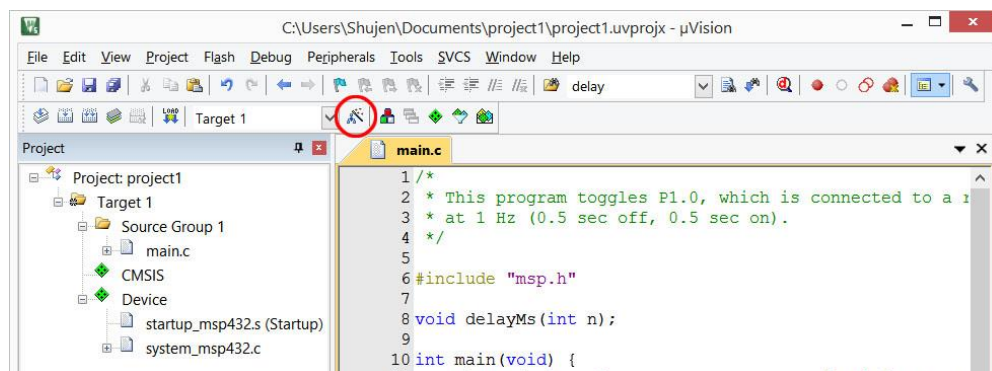 C:\Users\Shujen\Documents\project1\project1.uvprojx - µVision
File Edit View Project Flash Debug Peripherals Tools SVCS Window Help
delay
LOAD Target 1
Project
main.c
Project: project1
Target 1
Source Group 1
main.c
CMSIS
Device
startup_msp432.s (Startup)
system_msp432.c
1 /*
2 * This program toggles P1.0, which is connected to a
3 * at 1 Hz (0.5 sec off, 0.5 sec on).
4 */
5
6 #include "msp.h"
7
8 void delayMs(int n);
9
10 int main(void) {